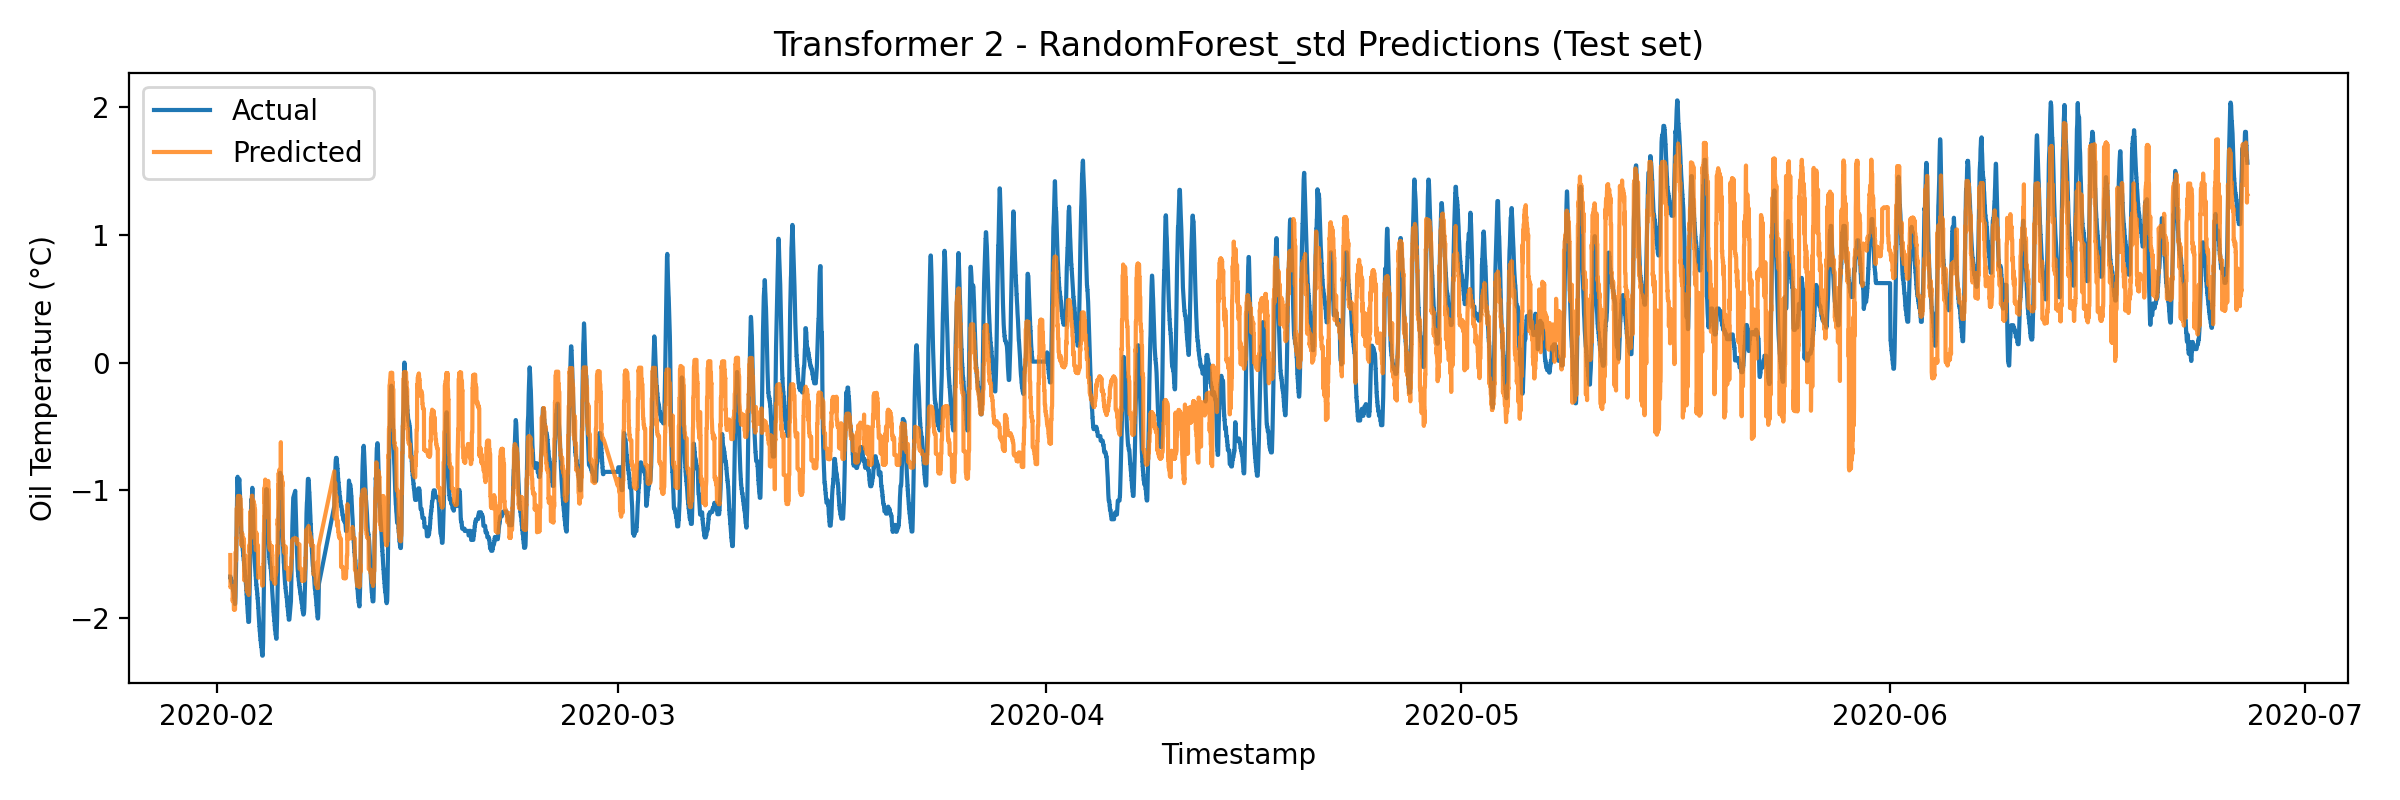 Transformer 2 - RandomForest_std Predictions (Test set)
Actual
Predicted
Oil Temperature (°C)
2
1
0
−1
−2
2020-02
2020-03
2020-04
2020-05
2020-06
2020-07
Timestamp